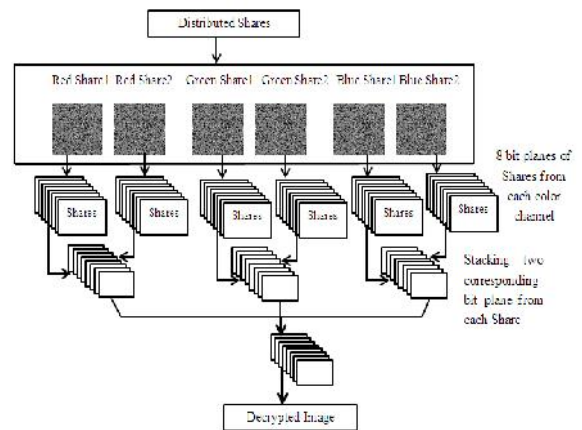 Distributed Shares
Red Share1 Red Share2 Green Share1 Green Share2 Blue Share1 Blue Share2
8 bit planes of
Shares from
each color
channel
Shares Shares Shares Shares Shares Shares
Stacking two
corresponding
bit plane from
each Share
Decrypted Image